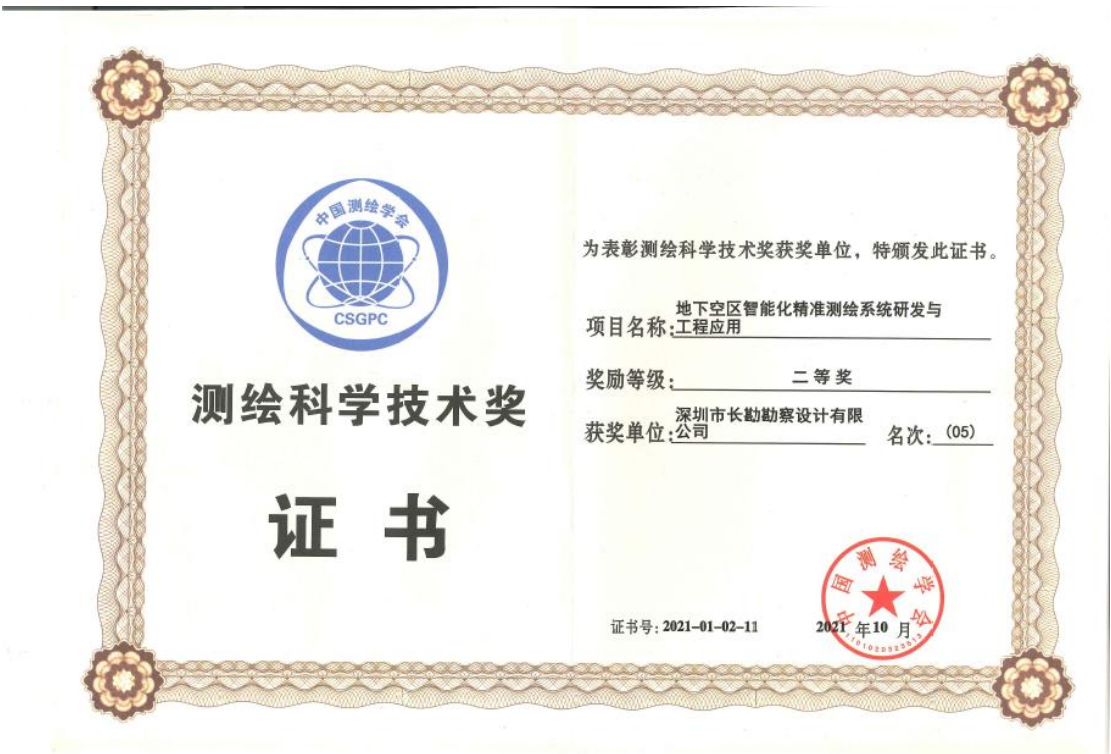 中国测绘学会
CSGPC
测绘科学技术奖
证 书
为表彰测绘科学技术奖获奖单位，特颁发此证书。
项目名称:地下空区智能化精准测绘系统研发与
工程应用
奖励等级:二等奖
获奖单位:深圳市长勘勘察设计有限
公司
名次:(05)
证书号:2021-01-02-11
2021 年10 月
中国测绘学会